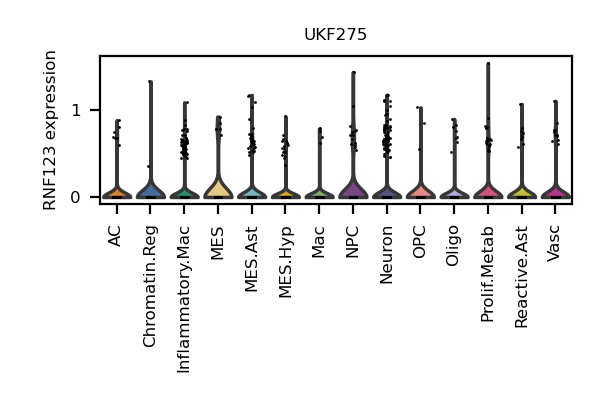 UKF275
RNF123 expression
1
0
AC
Chromatin.Reg
Inflammatory.Mac
MES
MES.Ast
MES.Hyp
Mac
NPC
Neuron
OPC
Oligo
Prolif.Metab
Reactive.Ast
Vasc